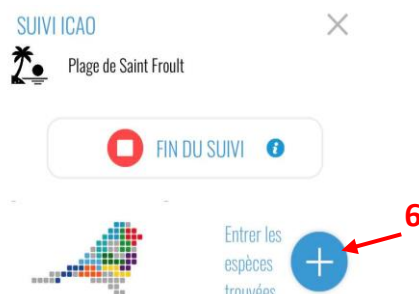 SUIVI ICAO
Plage de Saint Froult
FIN DU SUIVI
Entrer les
espèces
trouvées
6